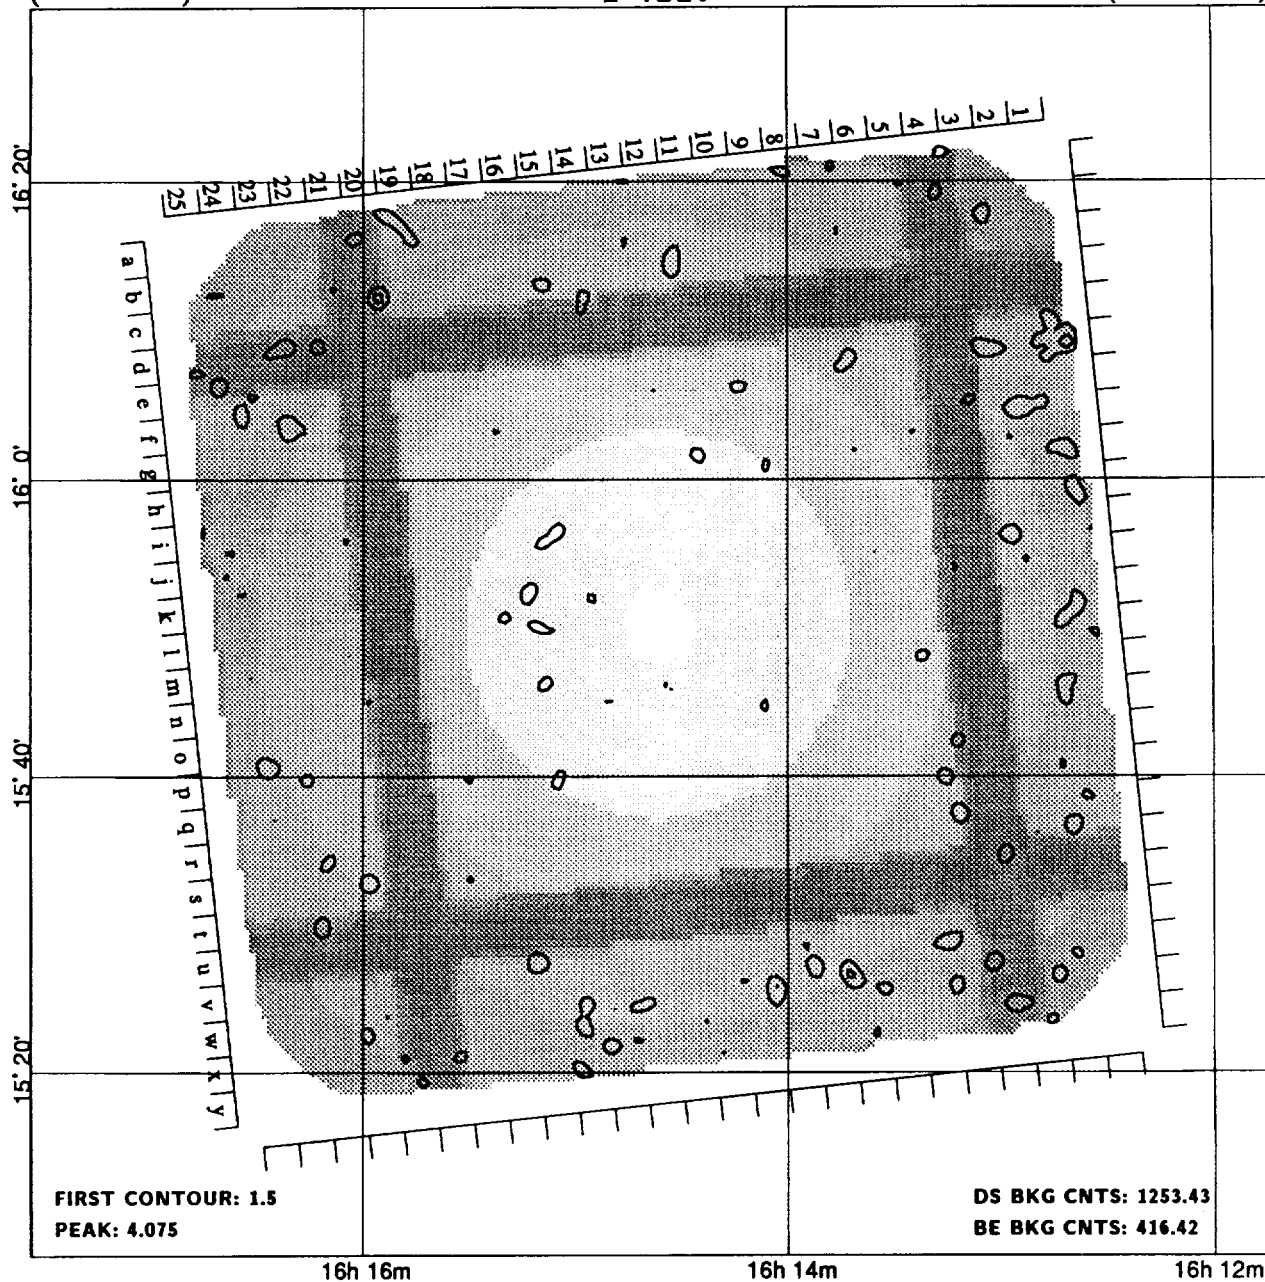 1
2
3
4
5
6
7
8
9
10
11
12
13
14
15
16
17
18
19
20
21
22
23
24
25
16° 20'
16° 0'
15° 40'
15° 20'
a
b
c
d
e
f
g
h
i
j
k
l
m
n
o
p
q
r
s
t
u
v
w
x
y
FIRST CONTOUR: 1.5
PEAK: 4.075
DS BKG CNTS: 1253.43
BE BKG CNTS: 416.42
16h 16m
16h 14m
16h 12m